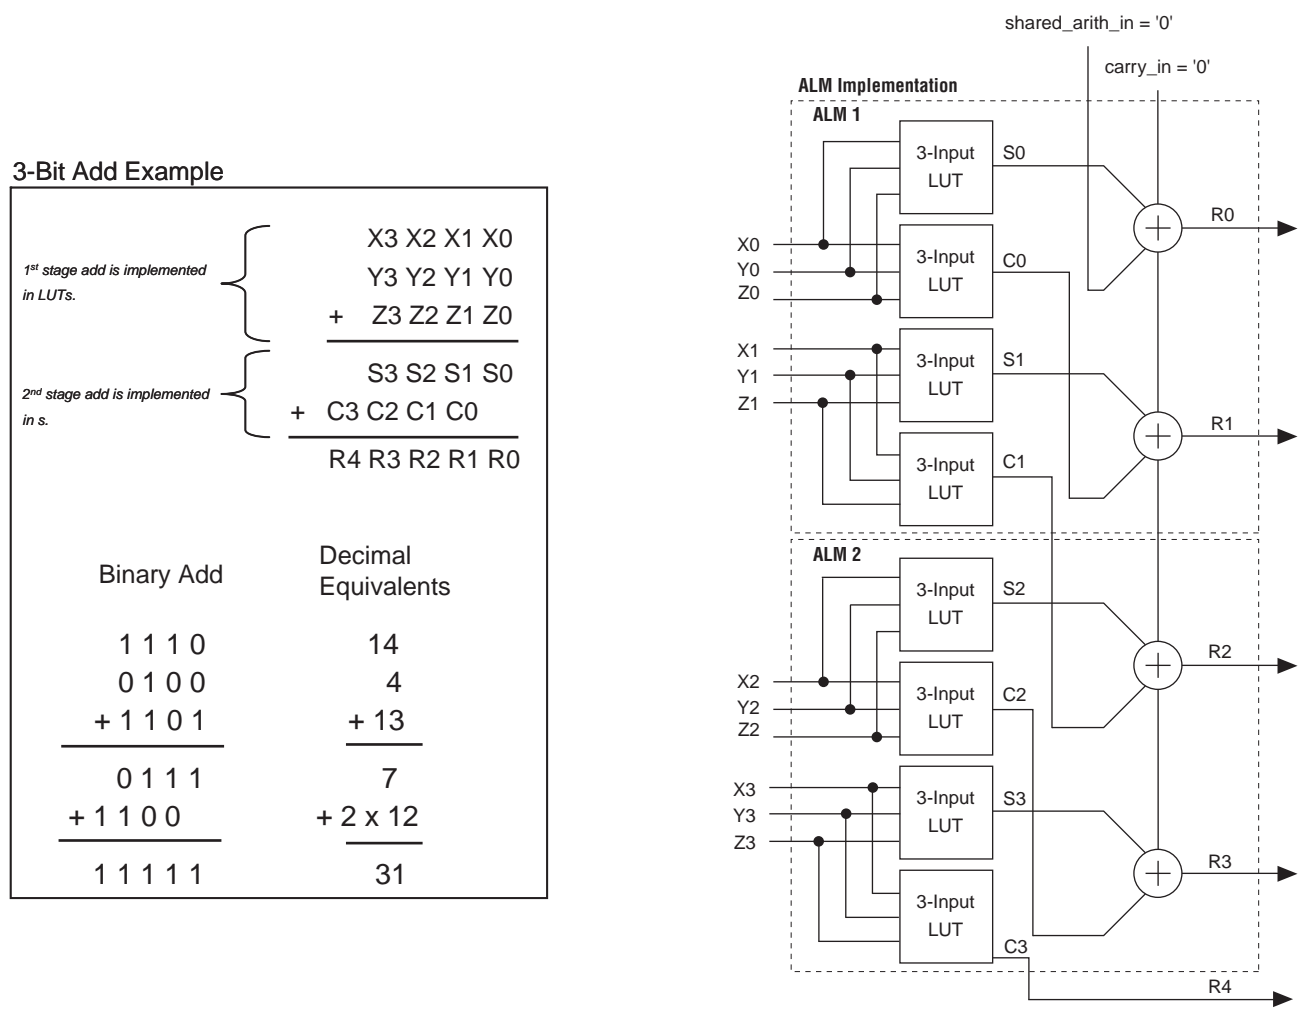 3-Bit Add Example
1st stage add is implemented
in LUTs.
X3 X2 X1 X0
Y3 Y2 Y1 Y0
+ Z3 Z2 Z1 Z0
2nd stage add is implemented
in s.
S3 S2 S1 S0
+ C3 C2 C1 C0
R4 R3 R2 R1 R0
Binary Add
Decimal
Equivalents
1 1 1 0
14
0 1 0 0
4
+ 1 1 0 1
+ 13
0 1 1 1
7
+ 1 1 0 0
+ 2 x 12
1 1 1 1 1
31
shared_arith_in = '0'
carry_in = '0'
ALM Implementation
ALM 1
3-Input
LUT
S0
R0
X0
Y0
Z0
3-Input
LUT
C0
X1
Y1
Z1
3-Input
LUT
S1
R1
3-Input
LUT
C1
ALM 2
3-Input
LUT
S2
R2
X2
Y2
Z2
3-Input
LUT
C2
X3
Y3
Z3
3-Input
LUT
S3
R3
3-Input
LUT
C3
R4